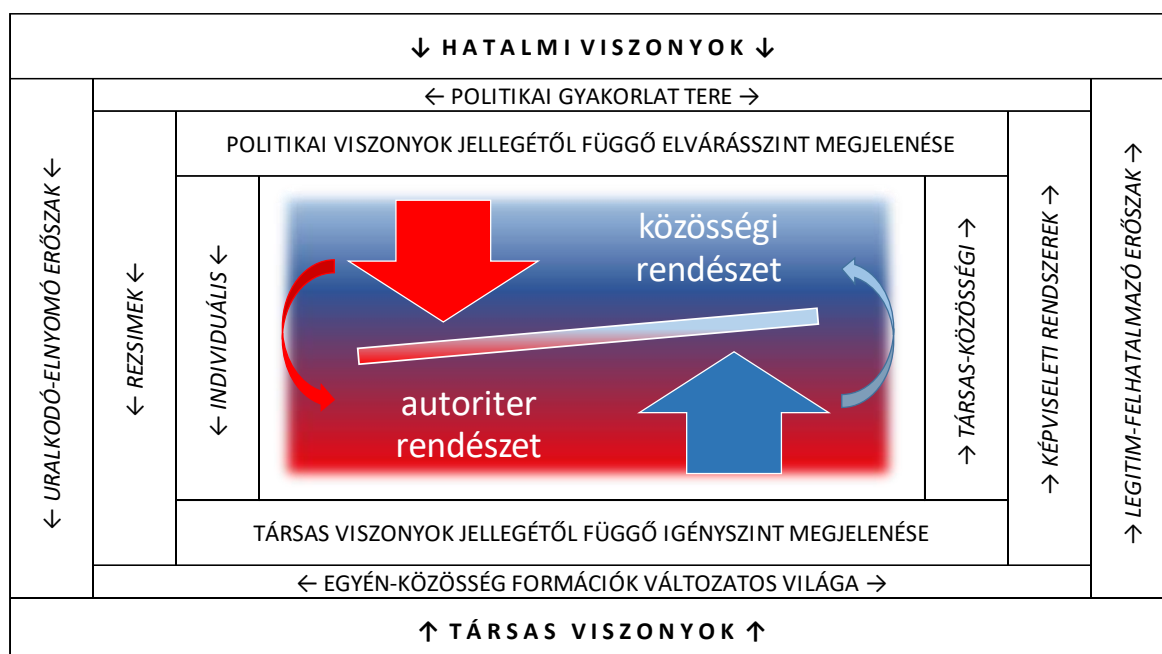 ↓ HATALMI VISZONYOK ↓
← POLITIKAI GYAKORLAT TERE →
POLITIKAI VISZONYOK JELLEGÉTŐL FÜGGŐ ELVÁRÁSSZINT MEGJELENÉSE
← URALKODÓ-ELNYOMÓ ERŐSZAK ←
← REZSIMEK ←
← INDIVIDUÁLIS ←
közösségi
rendészet
autoriter
rendészet
→ TÁRSAS-KÖZÖSSÉGI →
→ KÉPVISELETI RENDSZEREK →
→ LEGITIM-FELHATALMAZÓ ERŐSZAK →
TÁRSAS VISZONYOK JELLEGÉTŐL FÜGGŐ IGÉNYSZINT MEGJELENÉSE
← EGYÉN-KÖZÖSSÉG FORMÁCIÓK VÁLTOZATOS VILÁGA →
↑ TÁRSAS VISZONYOK ↑